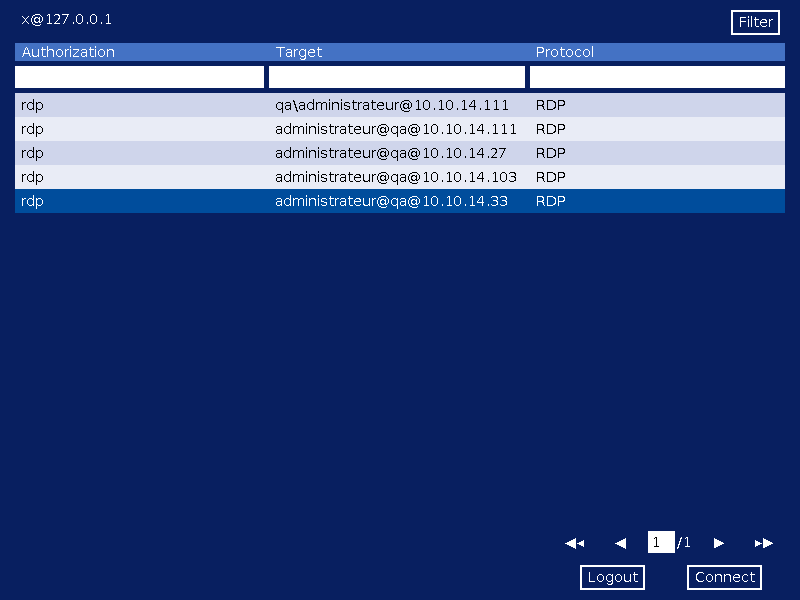 x@127.0.0.1
Filter
Authorization Target Protocol
rdp qa\administrateur@10.10.14.111 RDP
rdp administrateur@qa@10.10.14.111 RDP
rdp administrateur@qa@10.10.14.27 RDP
rdp administrateur@qa@10.10.14.103 RDP
rdp administrateur@qa@10.10.14.33 RDP
1 /1
Logout Connect